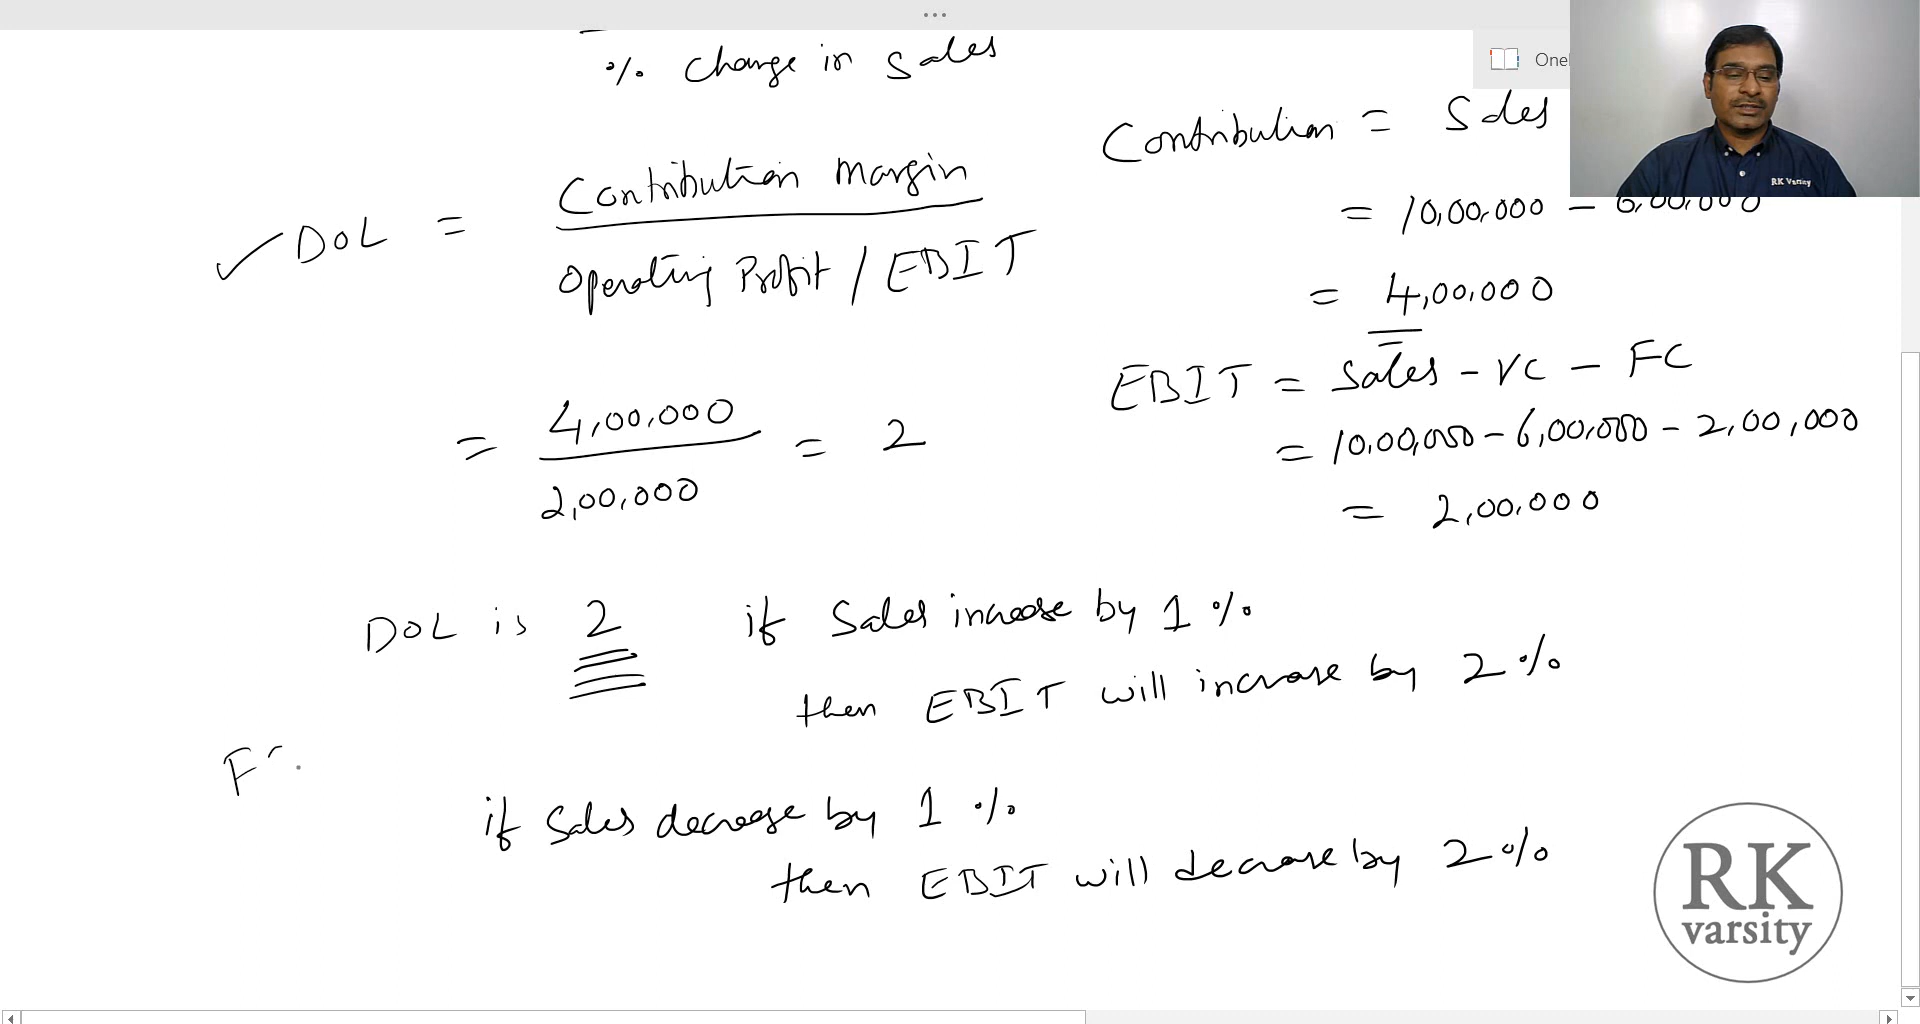 % change in Sales
Onel
Contribution = Sales
DOL = Contribution Margin
Operating Profit / EBIT
= 10,00,000 - 6,00,000
= 4,00,000
EBIT = Sales - VC - FC
= 10,00,000 - 6,00,000 - 2,00,000
= 2,00,000
= 4,00,000
2,00,000
= 2
DOL is 2 if Sales increase by 1 %
then EBIT will increase by 2 %
F
if Sales decrease by 1 %
then EBIT will decrease by 2 %
RK Varsity
RK
varsity